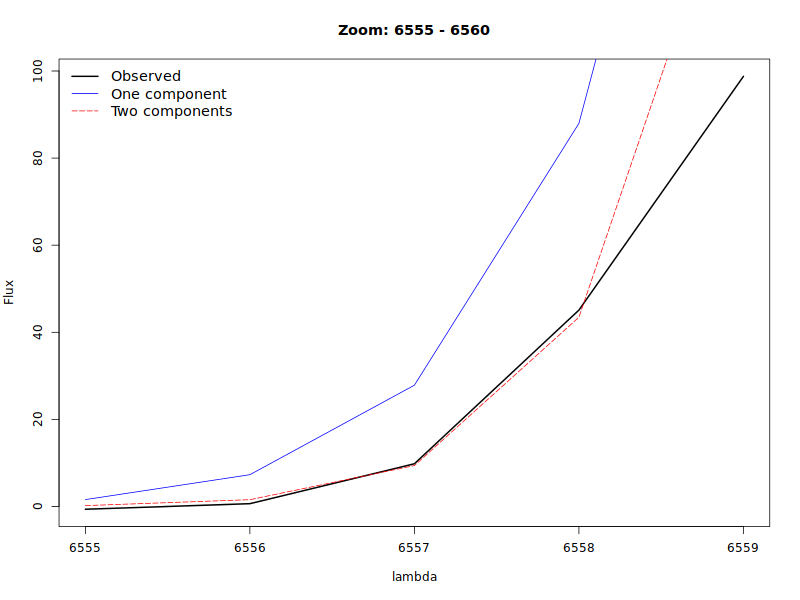 Zoom: 6555 - 6560
Observed
One component
Two components
100
80
60
40
20
0
Flux
6555 6556 6557 6558 6559
lambda